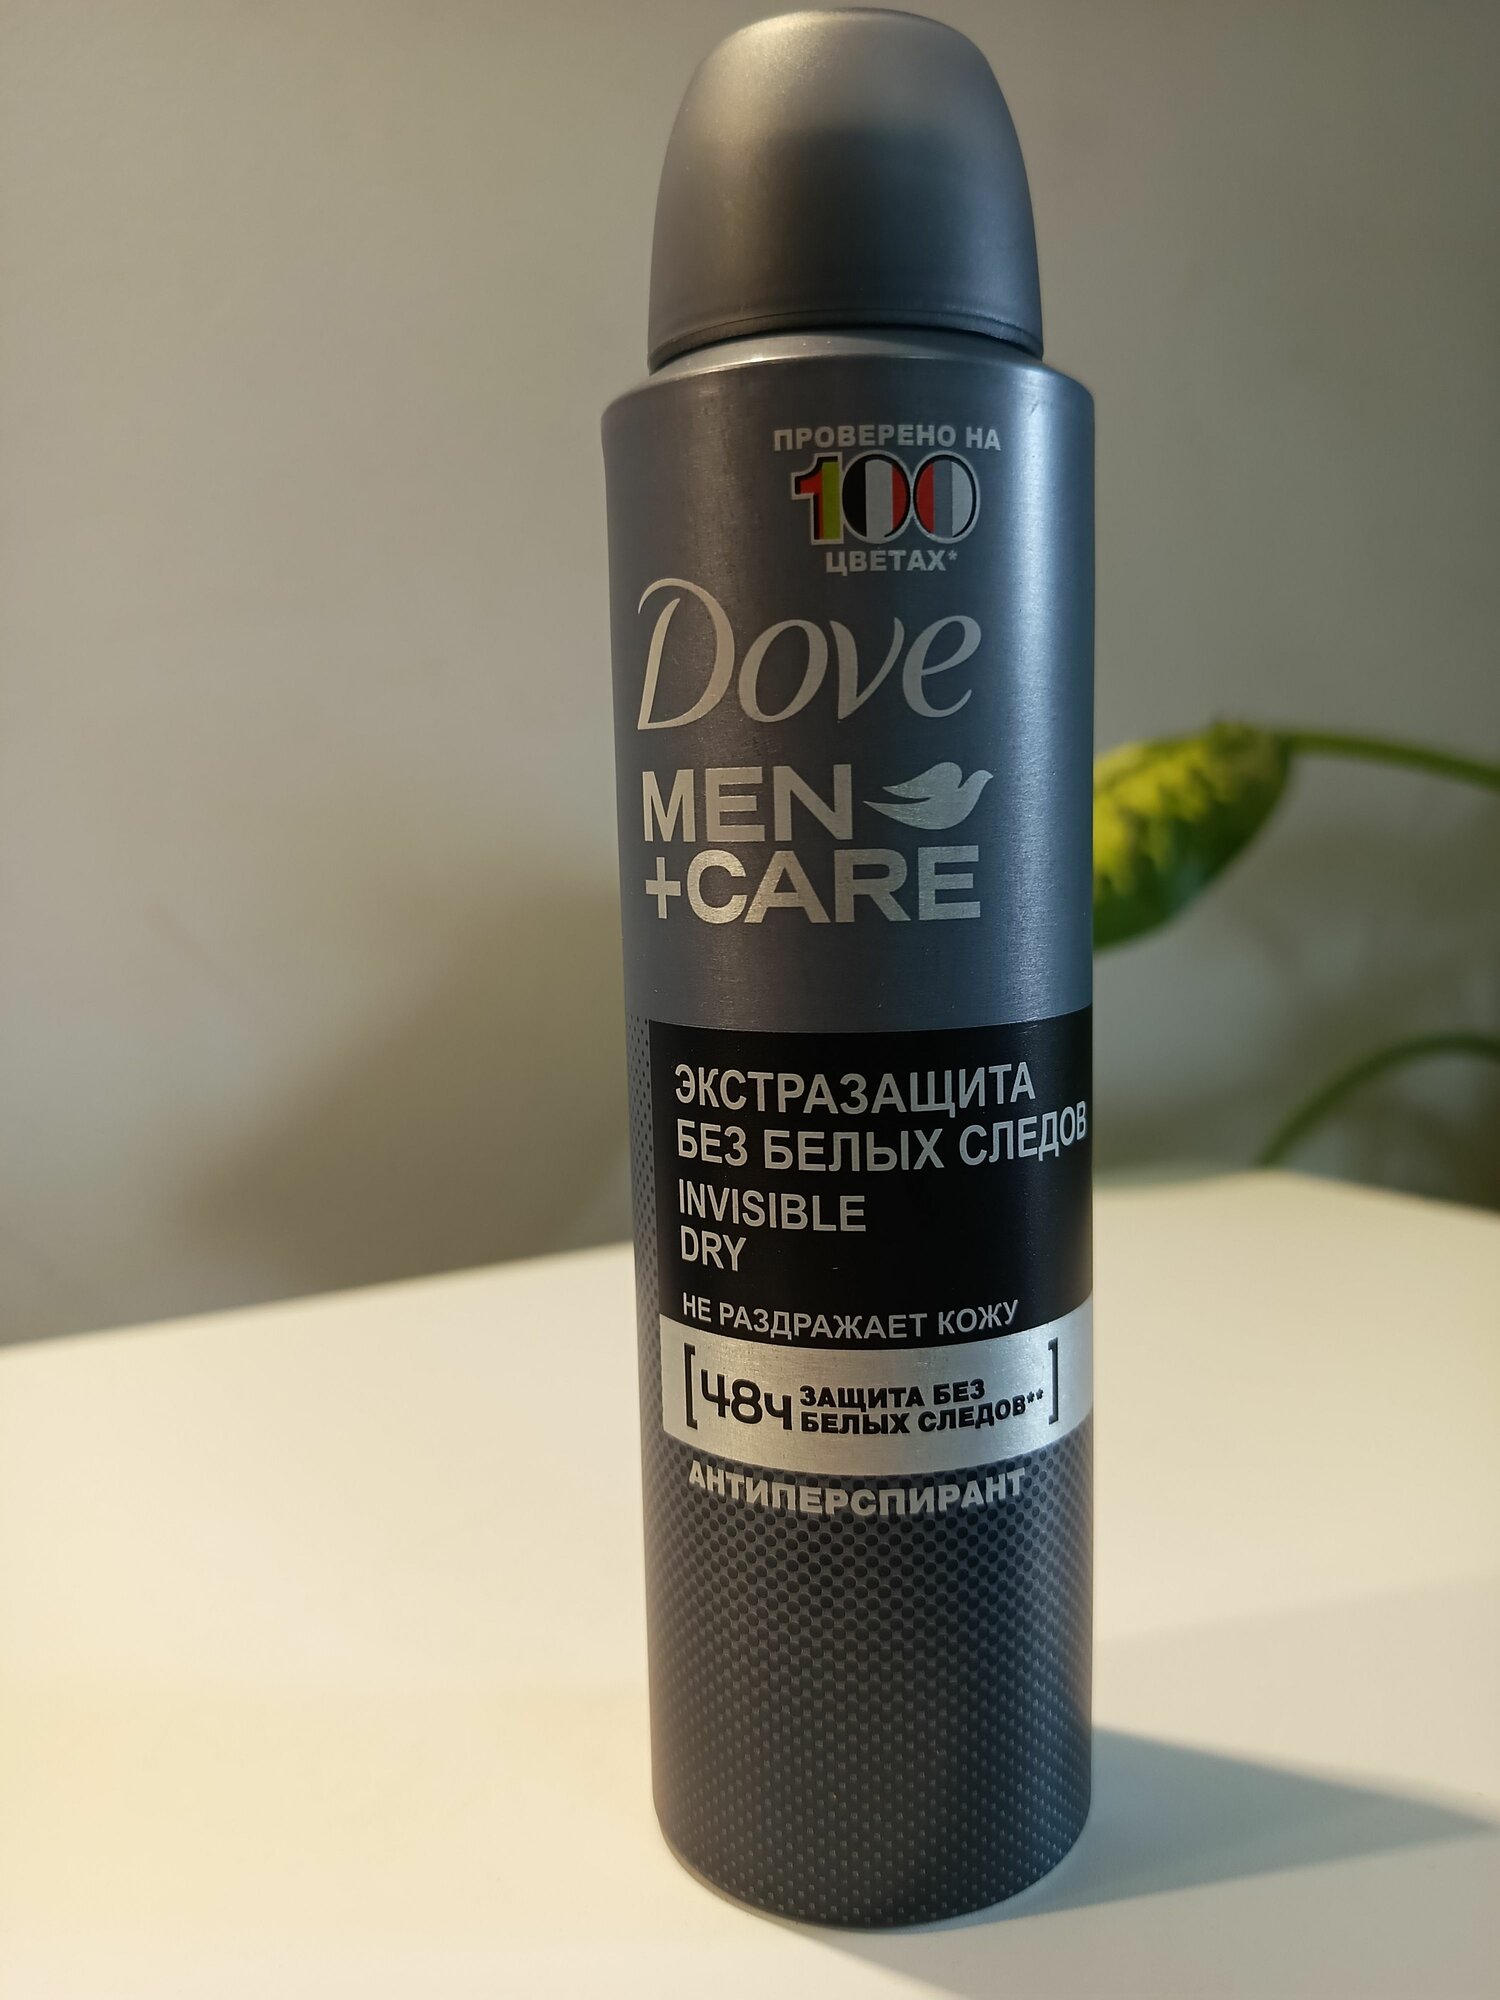 ПРОВЕРЕНО НА
100
ЦВЕТАХ*
Dove
MEN
+CARE
ЭКСТРАЗАЩИТА
БЕЗ БЕЛЫХ СЛЕДОВ
INVISIBLE
DRY
НЕ РАЗДРАЖАЕТ КОЖУ
[48ч ЗАЩИТА БЕЗ
БЕЛЫХ СЛЕДОВ**]
АНТИПЕРСПИРАНТ